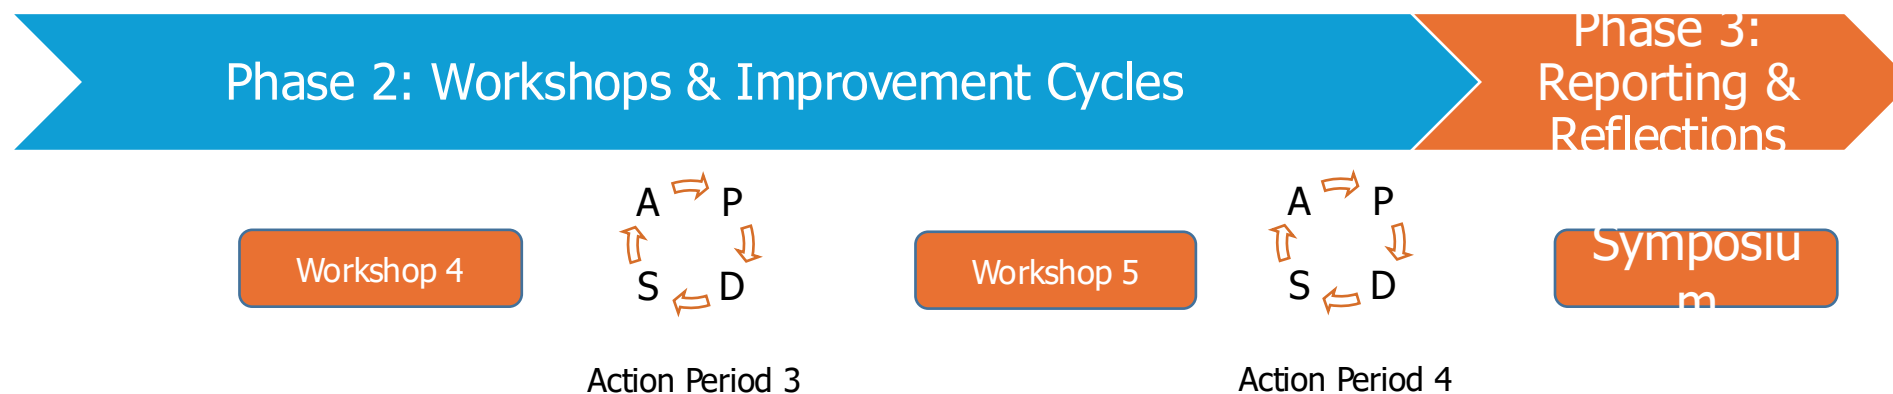 Phase 2: Workshops & Improvement Cycles
Phase 3:
Reporting &
Reflections
Workshop 4
A P
S D
Action Period 3
Workshop 5
A P
S D
Action Period 4
Symposiu
m